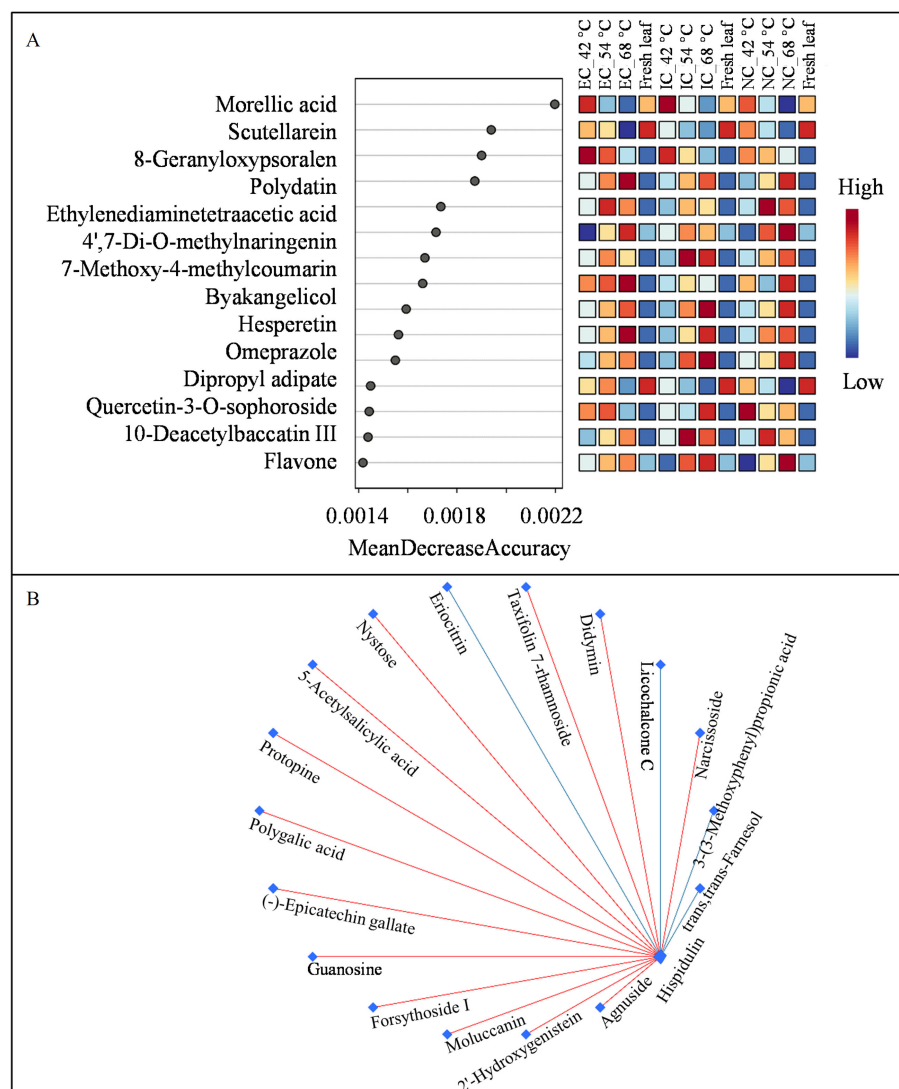 A
EC_42 °C
EC_54 °C
EC_68 °C
Fresh leaf
IC_42 °C
IC_54 °C
IC_68 °C
Fresh leaf
NC_42 °C
NC_54 °C
NC_68 °C
Fresh leaf
Morellic acid
Scutellarein
8-Geranyloxypsoralen
Polydatin
Ethylenediaminetetraacetic acid
4',7-Di-O-methylnaringenin
7-Methoxy-4-methylcoumarin
Byakangelicol
Hesperetin
Omeprazole
Dipropyl adipate
Quercetin-3-O-sophoroside
10-Deacetylbaccatin III
Flavone
High
Low
0.0014 0.0018 0.0022
MeanDecreaseAccuracy
B
Eriocitrin
Taxifolin 7-rhamnoside
Didymin
Nystose
Licochalcone C
Narcissoside
3-(3-Methoxyphenyl)propionic acid
5-Acetylsalicylic acid
Protopine
Polygalic acid
trans,trans-Farnesol
(-)-Epicatechin gallate
Hispidulin
Guanosine
Agnuside
Forsythoside I
Moluccanin
2'-Hydroxygenistein